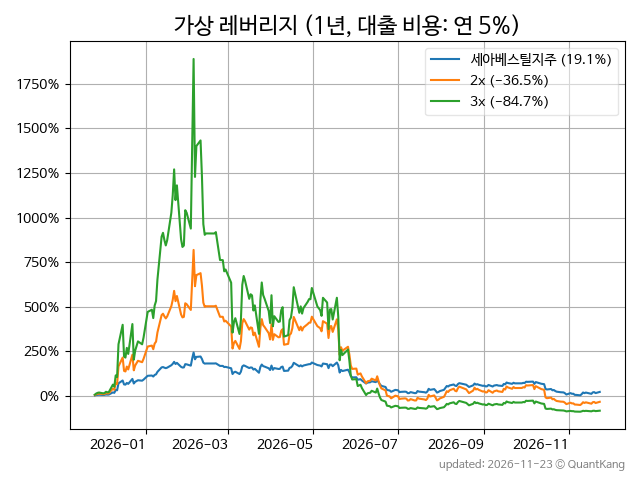 가상 레버리지 (1년, 대출 비용: 연 5%)
세아베스틸지주 (19.1%)
2x (-36.5%)
3x (-84.7%)
1750%
1500%
1250%
1000%
750%
500%
250%
0%
2026-01 2026-03 2026-05 2026-07 2026-09 2026-11
updated: 2026-11-23 © QuantKang